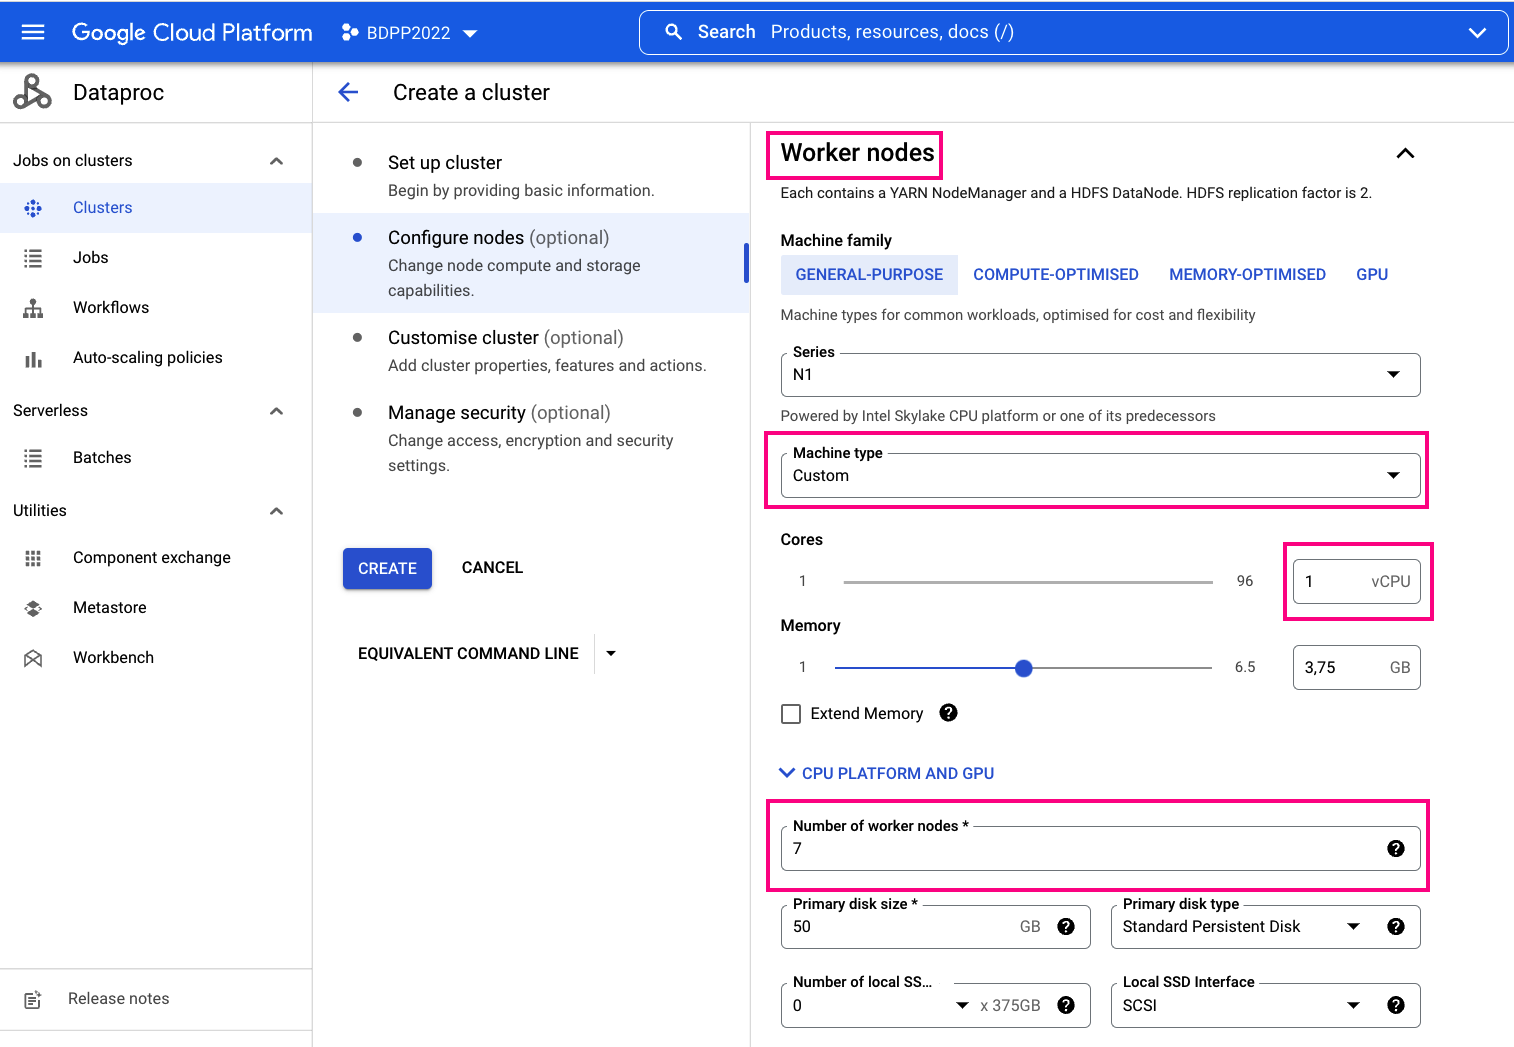 Google Cloud Platform
BDPP2022
Search Products, resources, docs (/)
Dataproc
Create a cluster
Jobs on clusters
Clusters
Jobs
Workflows
Auto-scaling policies
Serverless
Batches
Utilities
Component exchange
Metastore
Workbench
Release notes
Set up cluster
Begin by providing basic information.
Configure nodes (optional)
Change node compute and storage
capabilities.
Customise cluster (optional)
Add cluster properties, features and actions.
Manage security (optional)
Change access, encryption and security
settings.
CREATE
CANCEL
EQUIVALENT COMMAND LINE
Worker nodes
Each contains a YARN NodeManager and a HDFS DataNode. HDFS replication factor is 2.
Machine family
GENERAL-PURPOSE COMPUTE-OPTIMISED MEMORY-OPTIMISED GPU
Machine types for common workloads, optimised for cost and flexibility
Series
N1
Powered by Intel Skylake CPU platform or one of its predecessors
Machine type
Custom
Cores
1 96 1 vCPU
Memory
1 6.5 3,75 GB
Extend Memory ?
CPU PLATFORM AND GPU
Number of worker nodes *
7 ?
Primary disk size * Primary disk type
50 GB ? Standard Persistent Disk ?
Number of local SS... Local SSD Interface
0 x 375GB ? SCSI ?